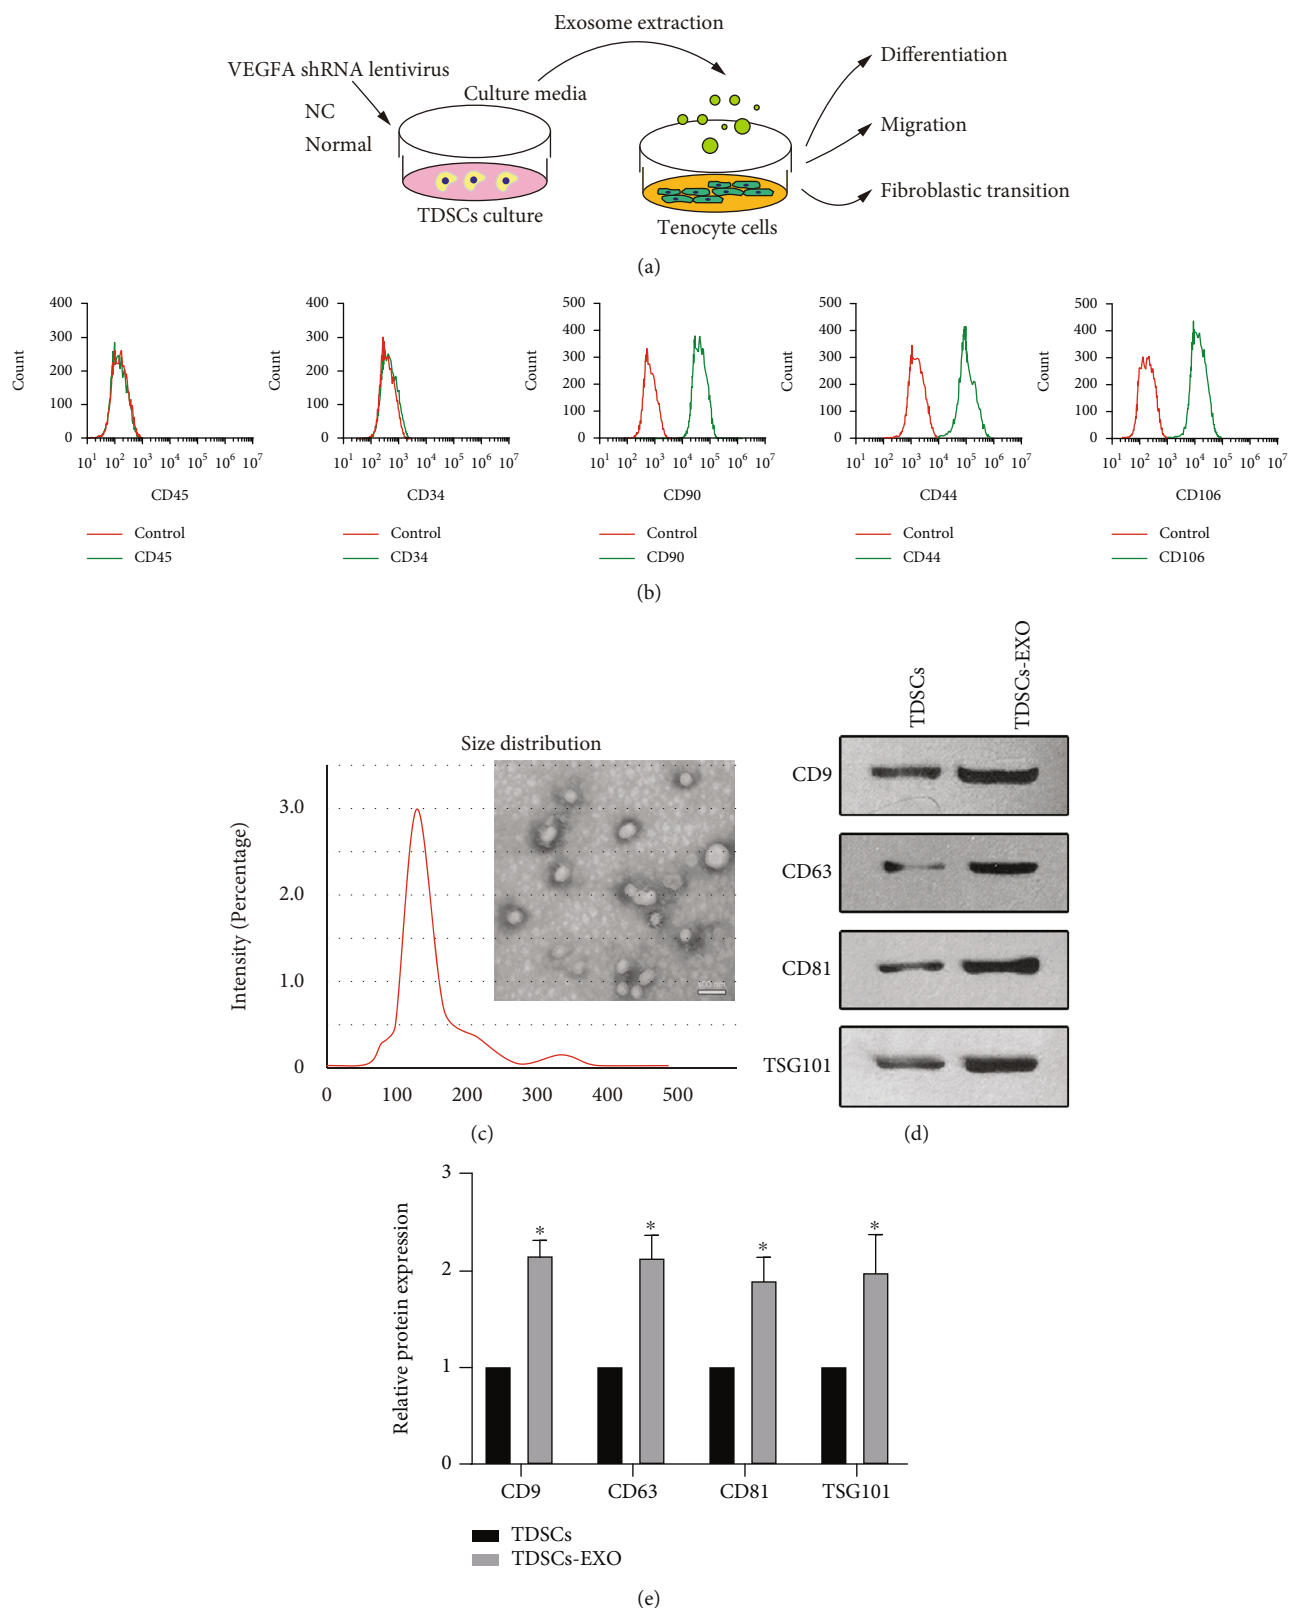 Exosome extraction
VEGFA shRNA lentivirus
Culture media
NC
Normal
TDSCs culture
Tenocyte cells
Differentiation
Migration
Fibroblastic transition
(a)
Count
400
300
200
100
0
10¹ 10² 10³ 10⁴ 10⁵ 10⁶ 10⁷
CD45
Control
CD45
Count
400
300
200
100
0
10¹ 10² 10³ 10⁴ 10⁵ 10⁶ 10⁷
CD34
Control
CD34
Count
500
400
300
200
100
0
10¹ 10² 10³ 10⁴ 10⁵ 10⁶ 10⁷
CD90
Control
CD90
Count
500
400
300
200
100
0
10¹ 10² 10³ 10⁴ 10⁵ 10⁶ 10⁷
CD44
Control
CD44
Count
500
400
300
200
100
0
10¹ 10² 10³ 10⁴ 10⁵ 10⁶ 10⁷
CD106
Control
CD106
(b)
Size distribution
Intensity (Percentage)
3.0
2.0
1.0
0
0 100 200 300 400 500
100 nm
(c)
TDSCs
TDSCs-EXO
CD9
CD63
CD81
TSG101
(d)
Relative protein expression
3
2
1
0
* * * *
CD9 CD63 CD81 TSG101
TDSCs
TDSCs-EXO
(e)